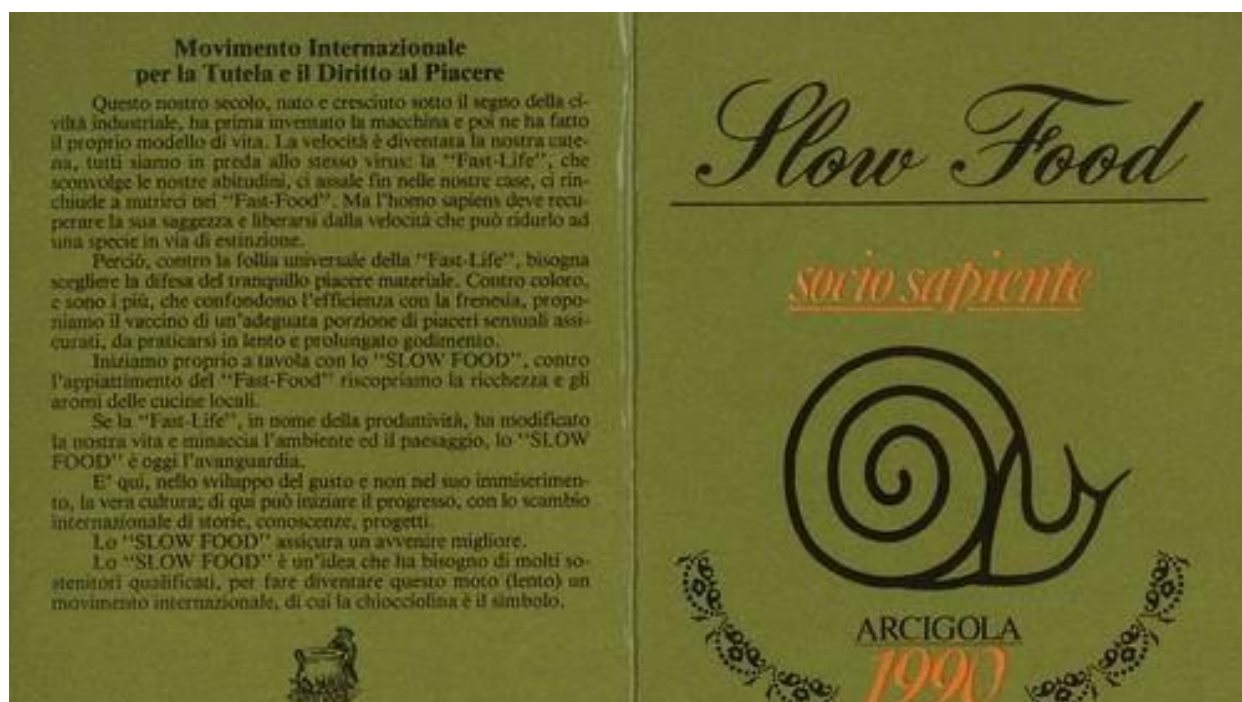 Movimento Internazionale
per la Tutela e il Diritto al Piacere
Questo nostro secolo, nato e cresciuto sotto il segno della ci-
viltà industriale, ha prima inventato la macchina e poi ne ha fatto
il proprio modello di vita. La velocità è diventata la nostra cate-
na, tutti siamo in preda allo stesso virus: la "Fast-Life", che
sconvolge le nostre abitudini, ci assale fin nelle nostre case, ci rin-
chiude a nutrirci nei "Fast-Food". Ma l'homo sapiens deve recu-
perare la sua saggezza e liberarsi dalla velocità che può ridurlo ad
una specie in via di estinzione.
Perciò, contro la follia universale della "Fast-Life", bisogna
scegliere la difesa del tranquillo piacere materiale. Contro coloro,
e sono i più, che confondono l'efficienza con la frenesia, propo-
niamo il vaccino di un'adeguata porzione di piaceri sensuali assi-
curati, da praticarsi in lento e prolungato godimento.
Iniziamo proprio a tavola con lo "SLOW FOOD", contro
l'appiattimento del "Fast-Food" riscopriamo la ricchezza e gli
aromi delle cucine locali.
Se la "Fast-Life", in nome della produttività, ha modificato
la nostra vita e minaccia l'ambiente ed il paesaggio, lo "SLOW
FOOD" è oggi l'avanguardia.
E' qui, nello sviluppo del gusto e non nel suo immiserimen-
to, la vera cultura; di qui può iniziare il progresso, con lo scambio
internazionale di storie, conoscenze, progetti.
Lo "SLOW FOOD" assicura un avvenire migliore.
Lo "SLOW FOOD" è un'idea che ha bisogno di molti so-
stenitori qualificati, per fare diventare questo moto (lento) un
movimento internazionale, di cui la chiocciolina è il simbolo.
Slow Food
socio sapiente
ARCIGOLA
1990